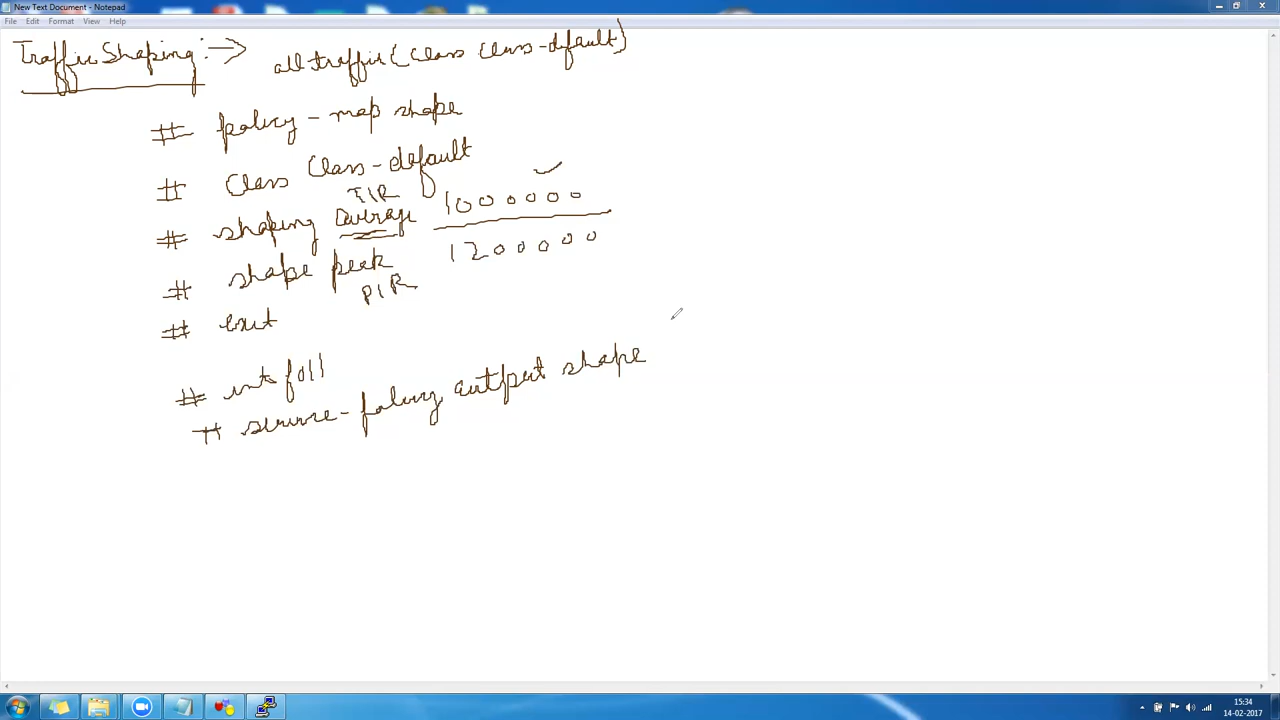 New Text Document - Notepad
File Edit Format View Help
Traffic Shaping :-> all traffic (Class Class-default)
# policy-map shape
# Class Class-default
CIR
# shaping average 1000000
# shape peak 1200000
PIR
# exit
# int f0/1
# service-policy output shape
15:34
14-02-2017